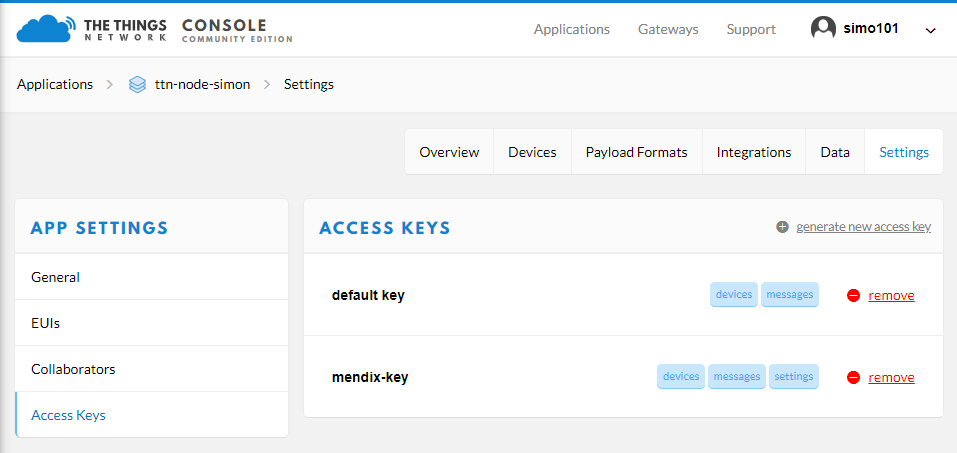 THE THINGS NETWORK CONSOLE COMMUNITY EDITION
Applications Gateways Support simo101
Applications ttn-node-simon Settings
Overview Devices Payload Formats Integrations Data Settings
APP SETTINGS
General
EUIs
Collaborators
Access Keys
ACCESS KEYS generate new access key
default key devices messages remove
mendix-key devices messages settings remove